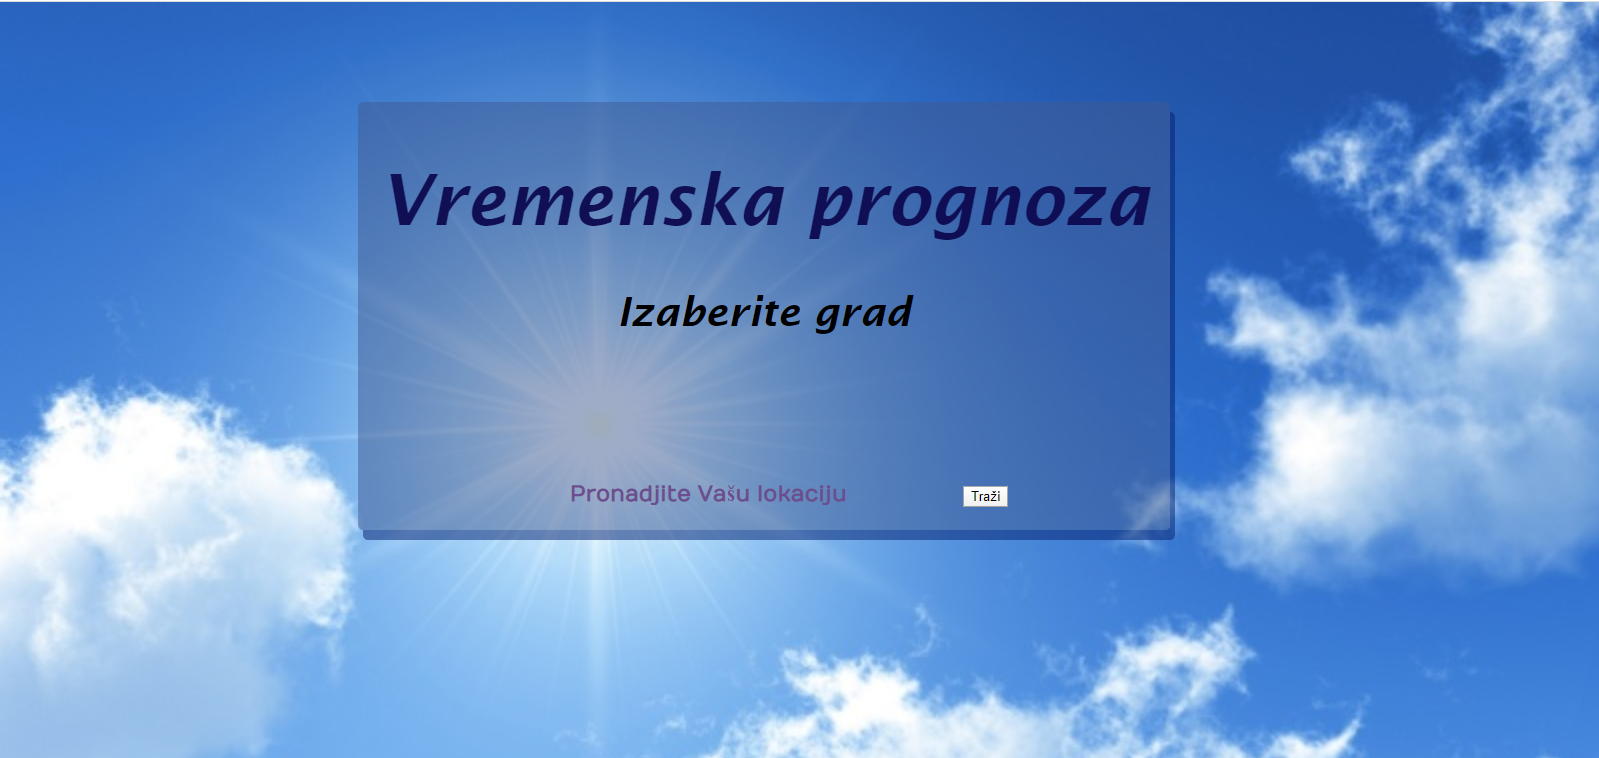 Vremenska prognoza
Izaberite grad
Pronadjite Vašu lokaciju
Traži